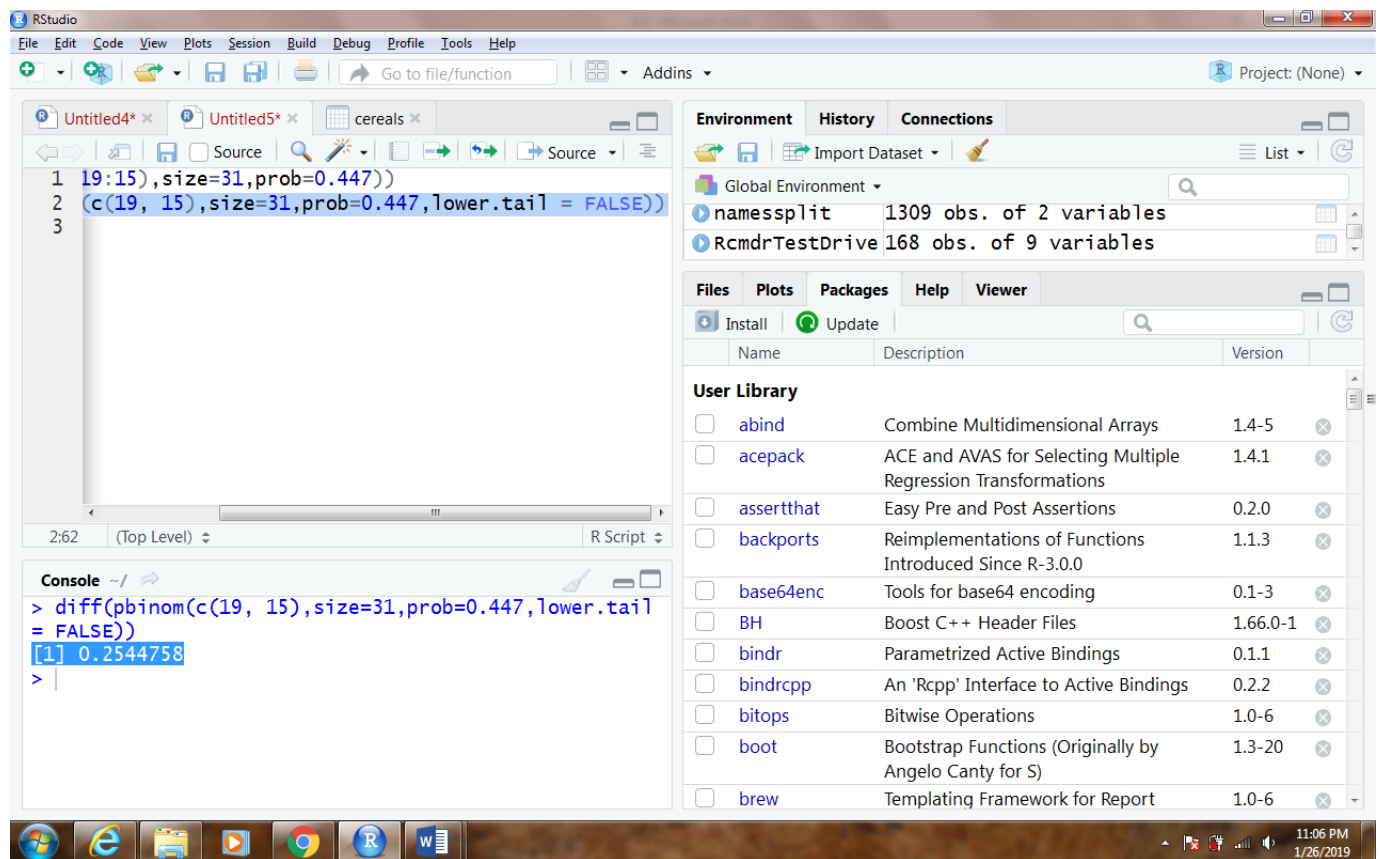 RStudio
File Edit Code View Plots Session Build Debug Profile Tools Help
Go to file/function
Addins
Project: (None)
Untitled4*
Untitled5*
cereals
Source
Source
1 19:15),size=31,prob=0.447))
2 (c(19, 15),size=31,prob=0.447,lower.tail = FALSE))
3
2:62 (Top Level) R Script
Console ~/
> diff(pbinom(c(19, 15),size=31,prob=0.447,lower.tail
= FALSE))
[1] 0.2544758
>
Environment History Connections
Import Dataset List
Global Environment
namessplit 1309 obs. of 2 variables
RcmdrTestDrive 168 obs. of 9 variables
Files Plots Packages Help Viewer
Install Update
Name Description Version
User Library
abind Combine Multidimensional Arrays 1.4-5
acepack ACE and AVAS for Selecting Multiple 1.4.1
Regression Transformations
assertthat Easy Pre and Post Assertions 0.2.0
backports Reimplementations of Functions 1.1.3
Introduced Since R-3.0.0
base64enc Tools for base64 encoding 0.1-3
BH Boost C++ Header Files 1.66.0-1
bindr Parametrized Active Bindings 0.1.1
bindrcpp An 'Rcpp' Interface to Active Bindings 0.2.2
bitops Bitwise Operations 1.0-6
boot Bootstrap Functions (Originally by 1.3-20
Angelo Canty for S)
brew Templating Framework for Report 1.0-6
11:06 PM
1/26/2019